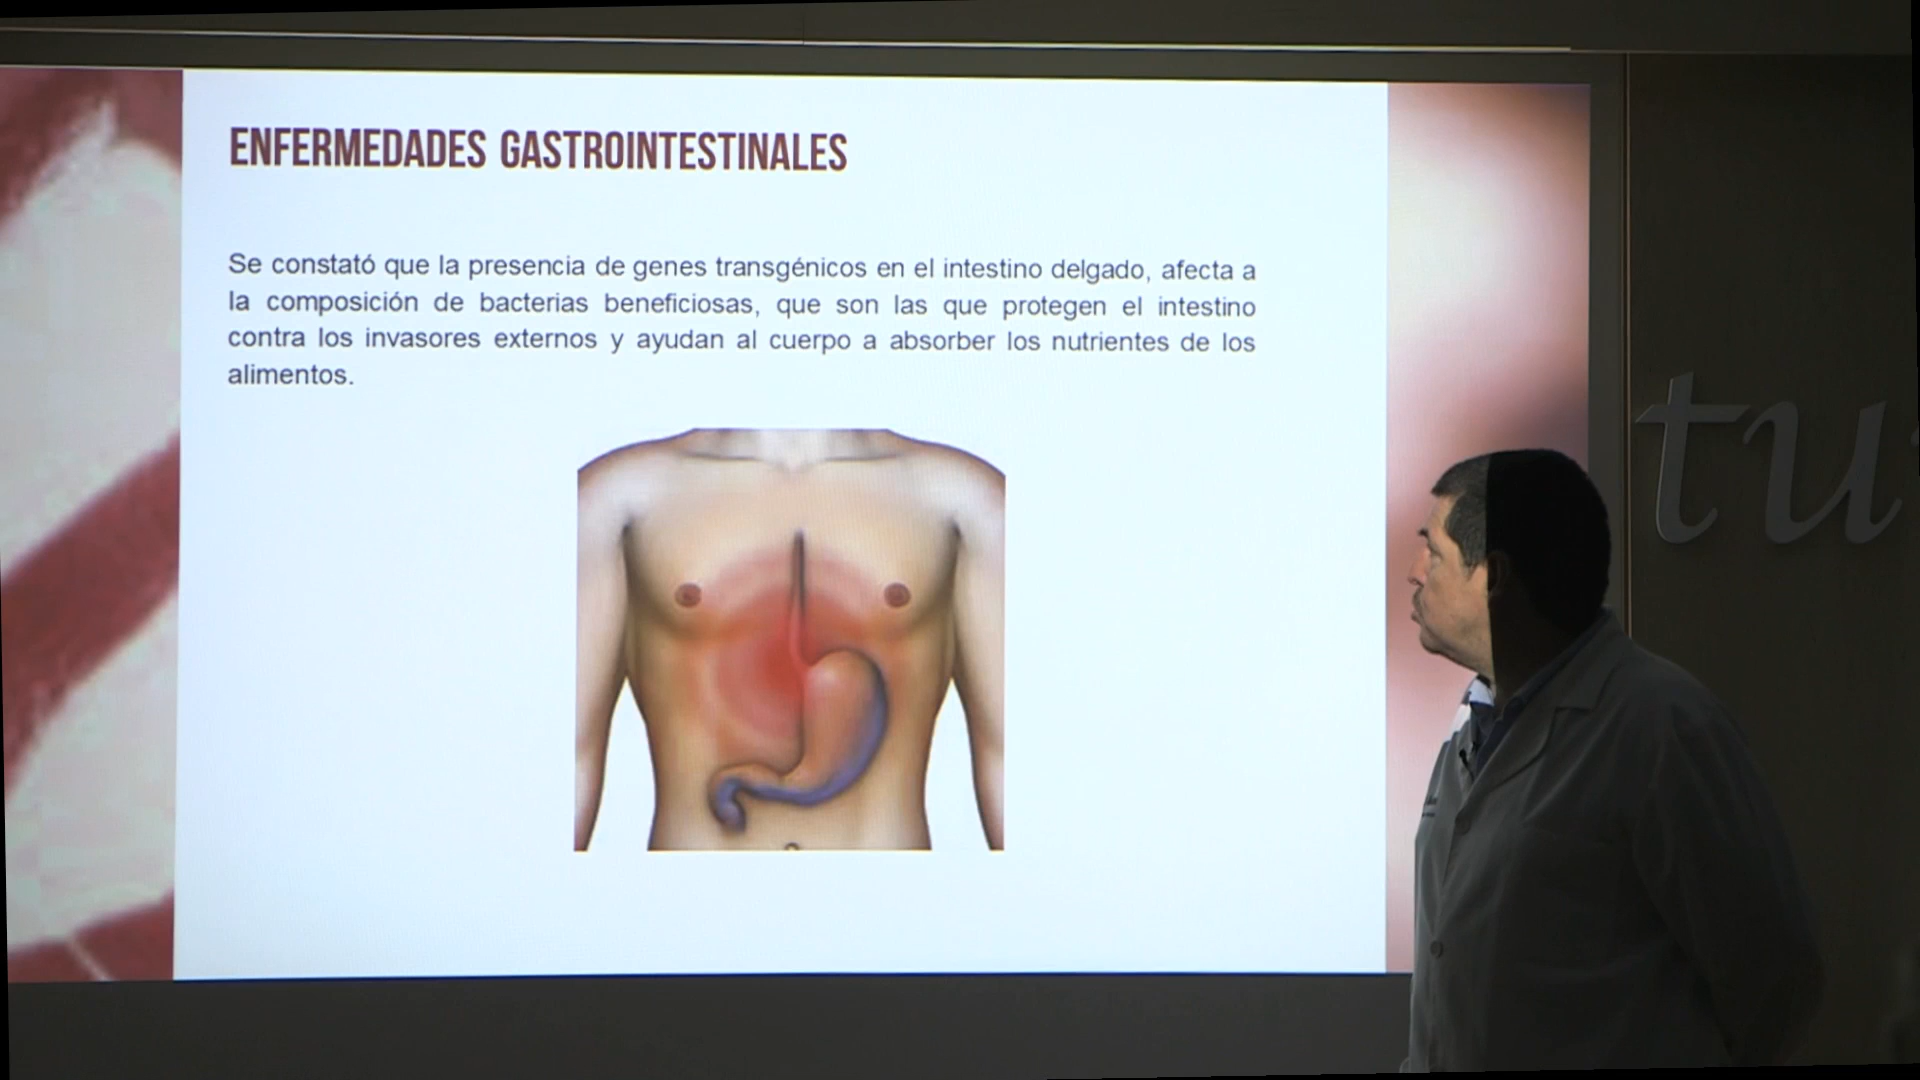 ENFERMEDADES GASTROINTESTINALES
Se constató que la presencia de genes transgénicos en el intestino delgado, afecta a
la composición de bacterias beneficiosas, que son las que protegen el intestino
contra los invasores externos y ayudan al cuerpo a absorber los nutrientes de los
alimentos.
tu